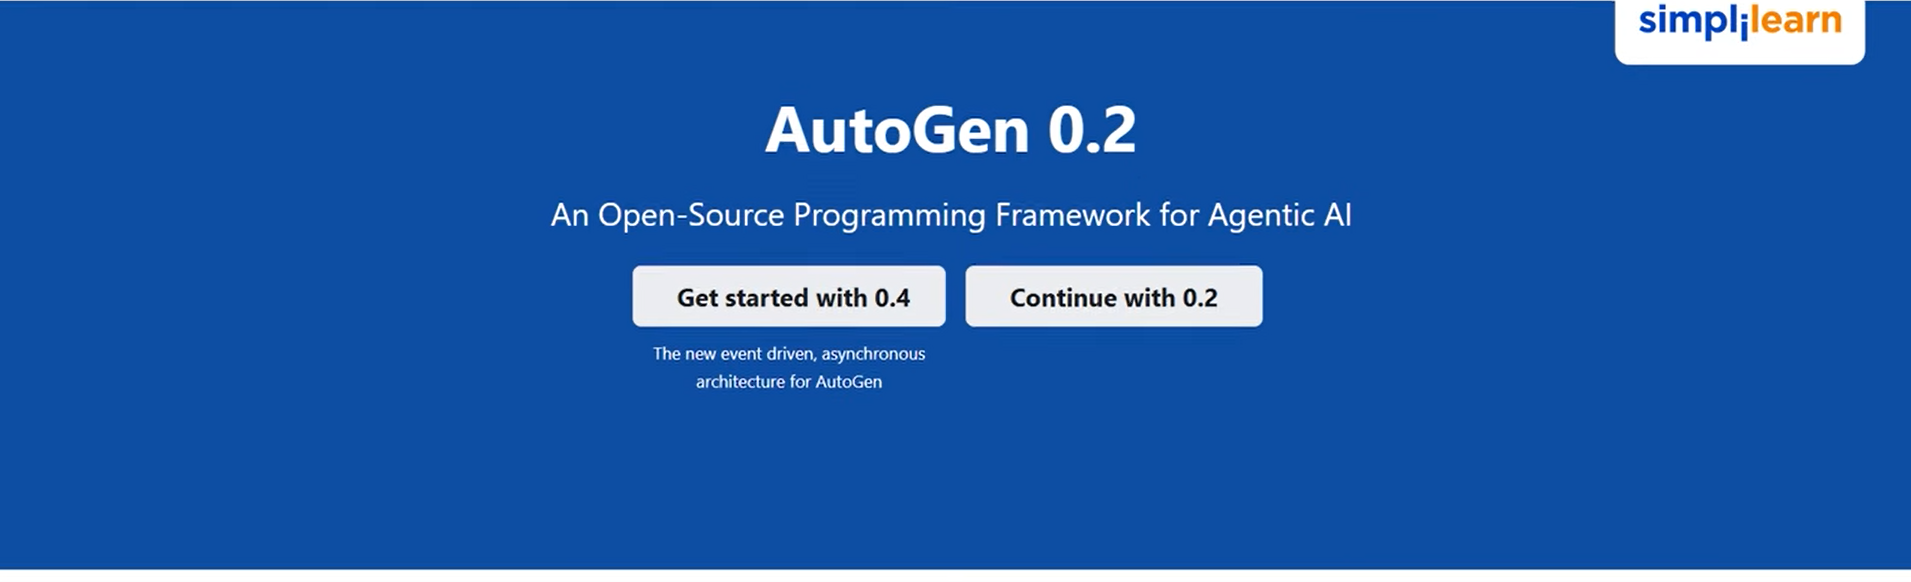 simplilearn
AutoGen 0.2
An Open-Source Programming Framework for Agentic AI
Get started with 0.4
Continue with 0.2
The new event driven, asynchronous
architecture for AutoGen